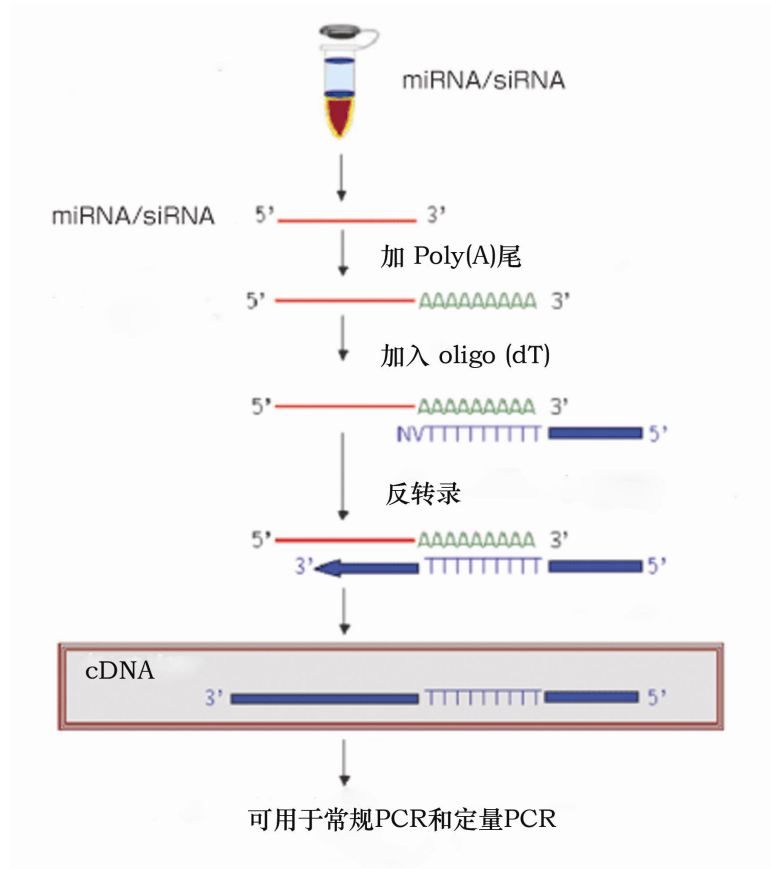 miRNA/siRNA
miRNA/siRNA 5’ 3’
加 Poly(A)尾
5’ AAAAAAAAA 3’
加入 oligo (dT)
5’ AAAAAAAAA 3’
NVTTTTTTTTT 5’
反转录
5’ AAAAAAAAA 3’
3’ TTTTTTTTT 5’
cDNA
3’ TTTTTTTTT 5’
可用于常规PCR和定量PCR